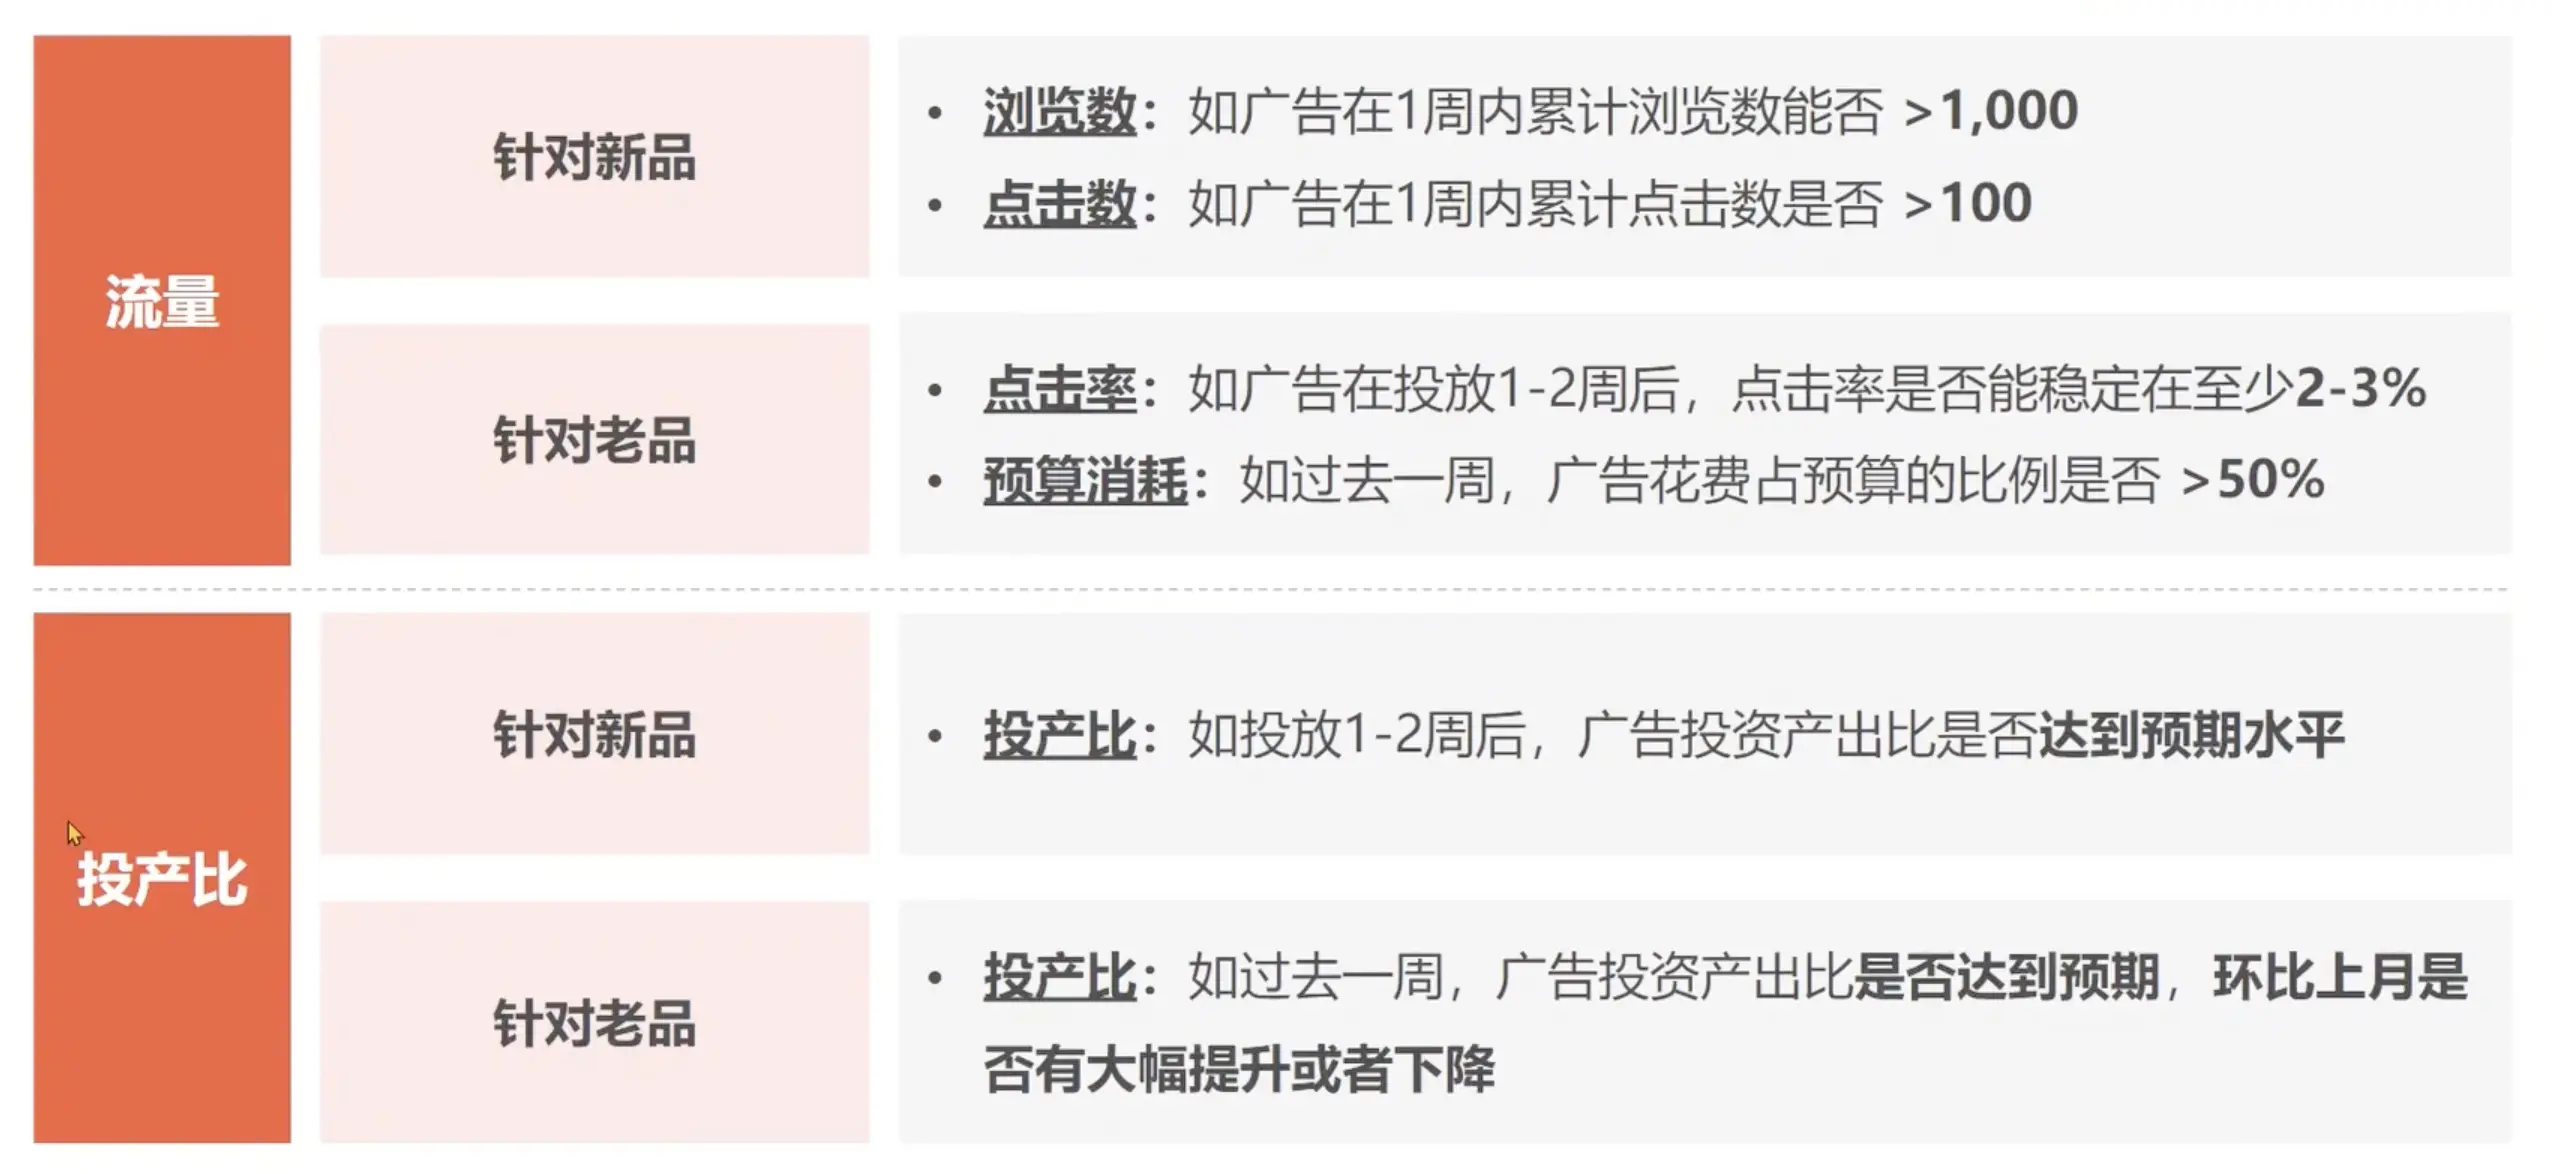 流量
针对新品
• 浏览数：如广告在1周内累计浏览数能否 >1,000
• 点击数：如广告在1周内累计点击数是否 >100
针对老品
• 点击率：如广告在投放1-2周后，点击率是否能稳定在至少2-3%
• 预算消耗：如过去一周，广告花费占预算的比例是否 >50%
投产比
针对新品
• 投产比：如投放1-2周后，广告投资产出比是否达到预期水平
针对老品
• 投产比：如过去一周，广告投资产出比是否达到预期，环比上月是
否有大幅提升或者下降